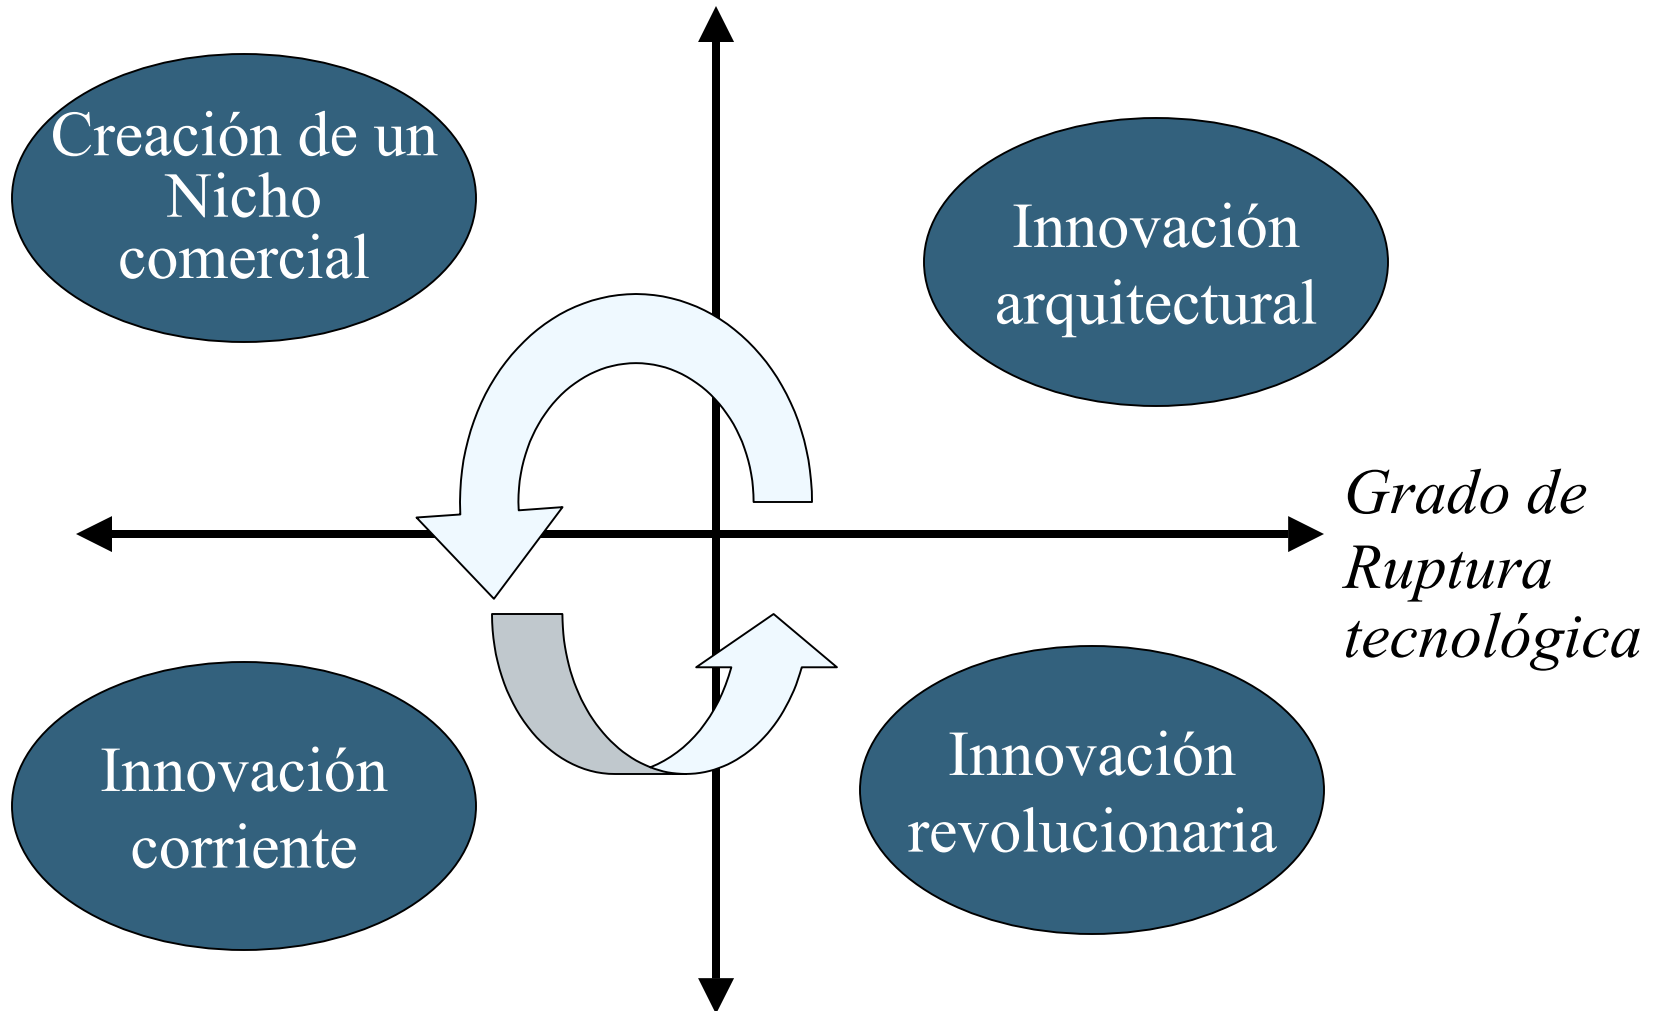 Creación de un
Nicho
comercial
Innovación
arquitectural
Grado de
Ruptura
tecnológica
Innovación
corriente
Innovación
revolucionaria